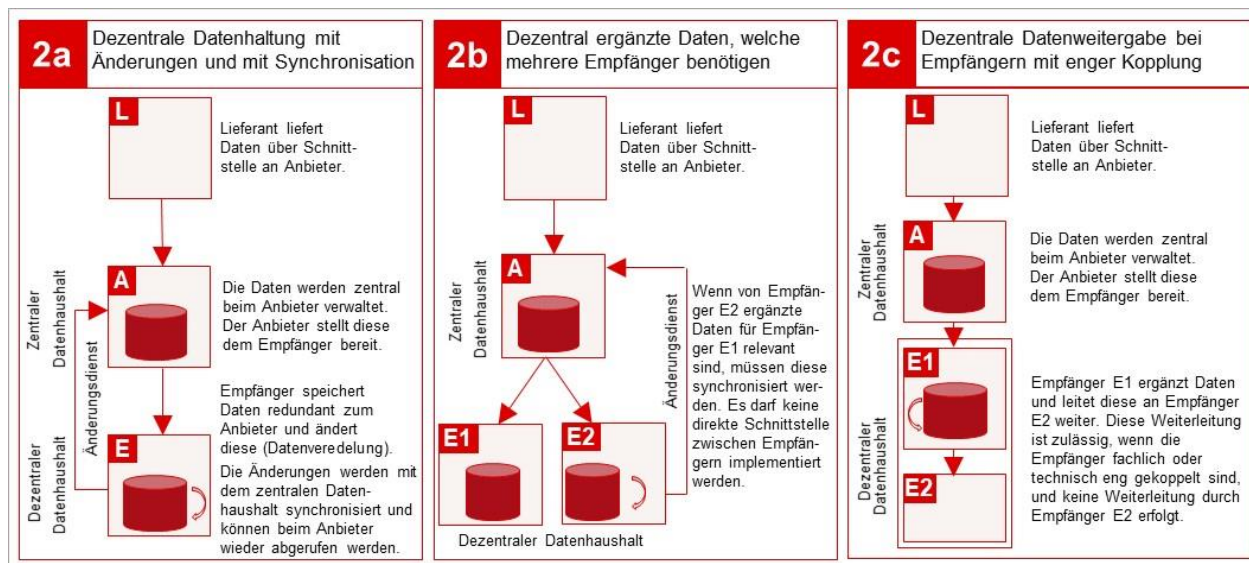 2a
Dezentrale Datenhaltung mit
Änderungen und mit Synchronisation
L
Lieferant liefert
Daten über Schnitt-
stelle an Anbieter.
Zentraler
Datenhaushalt
A
Die Daten werden zentral
beim Anbieter verwaltet.
Der Anbieter stellt diese
dem Empfänger bereit.
Änderungsdienst
Dezentraler
Datenhaushalt
E
Empfänger speichert
Daten redundant zum
Anbieter und ändert
diese (Datenveredelung).
Die Änderungen werden mit
dem zentralen Daten-
haushalt synchronisiert und
können beim Anbieter
wieder abgerufen werden.
2b
Dezentral ergänzte Daten, welche
mehrere Empfänger benötigen
L
Lieferant liefert
Daten über Schnitt-
stelle an Anbieter.
Zentraler
Datenhaushalt
A
Änderungsdienst
Wenn von Empfän-
ger E2 ergänzte
Daten für Empfän-
ger E1 relevant
sind, müssen diese
synchronisiert wer-
den. Es darf keine
direkte Schnittstelle
zwischen Empfän-
gern implementiert
werden.
E1
E2
Dezentraler Datenhaushalt
2c
Dezentrale Datenweitergabe bei
Empfängern mit enger Kopplung
L
Lieferant liefert
Daten über Schnitt-
stelle an Anbieter.
Zentraler
Datenhaushalt
A
Die Daten werden zentral
beim Anbieter verwaltet.
Der Anbieter stellt diese
dem Empfänger bereit.
Dezentraler
Datenhaushalt
E1
Empfänger E1 ergänzt Daten
und leitet diese an Empfänger
E2 weiter. Diese Weiterleitung
ist zulässig, wenn die
Empfänger fachlich oder
technisch eng gekoppelt sind,
und keine Weiterleitung durch
Empfänger E2 erfolgt.
E2